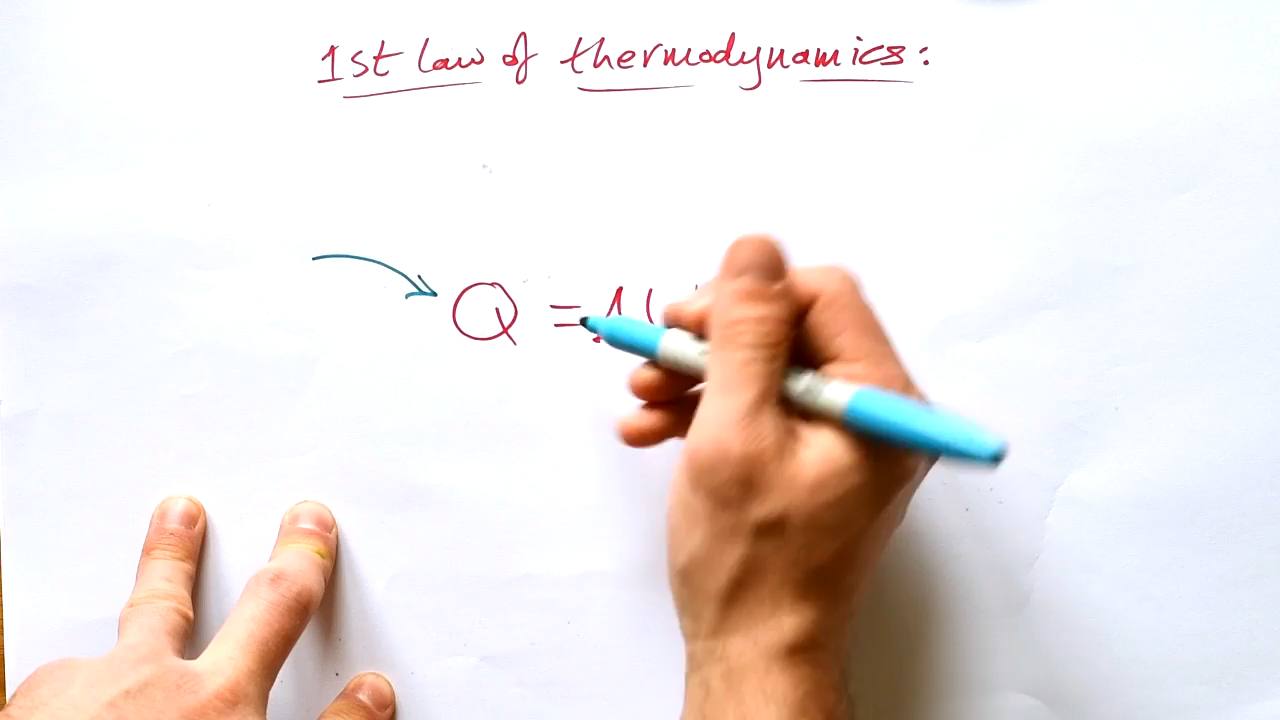 1st law of thermodynamics:
Q =